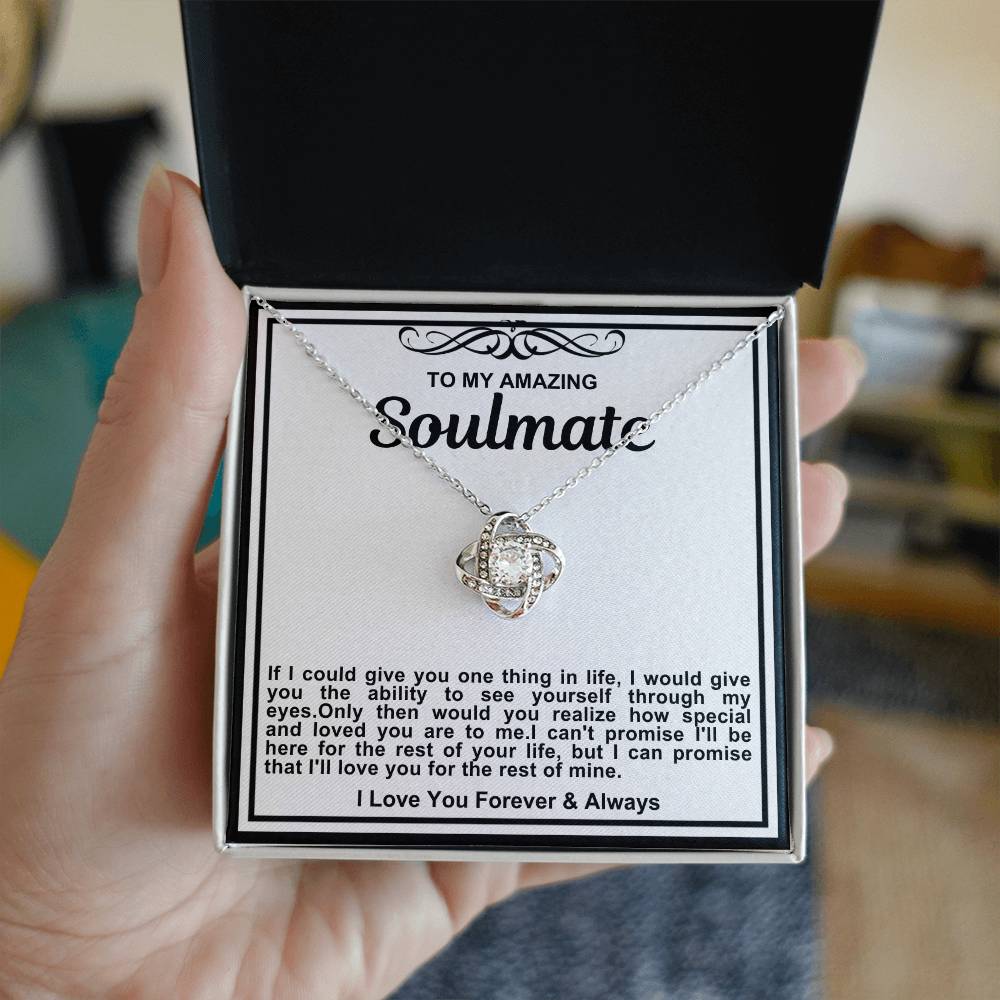 TO MY AMAZING
Soulmate
If I could give you one thing in life, I would give
you the ability to see yourself through my
eyes.Only then would you realize how special
and loved you are to me.I can't promise I'll be
here for the rest of your life, but I can promise
that I'll love you for the rest of mine.
I Love You Forever & Always